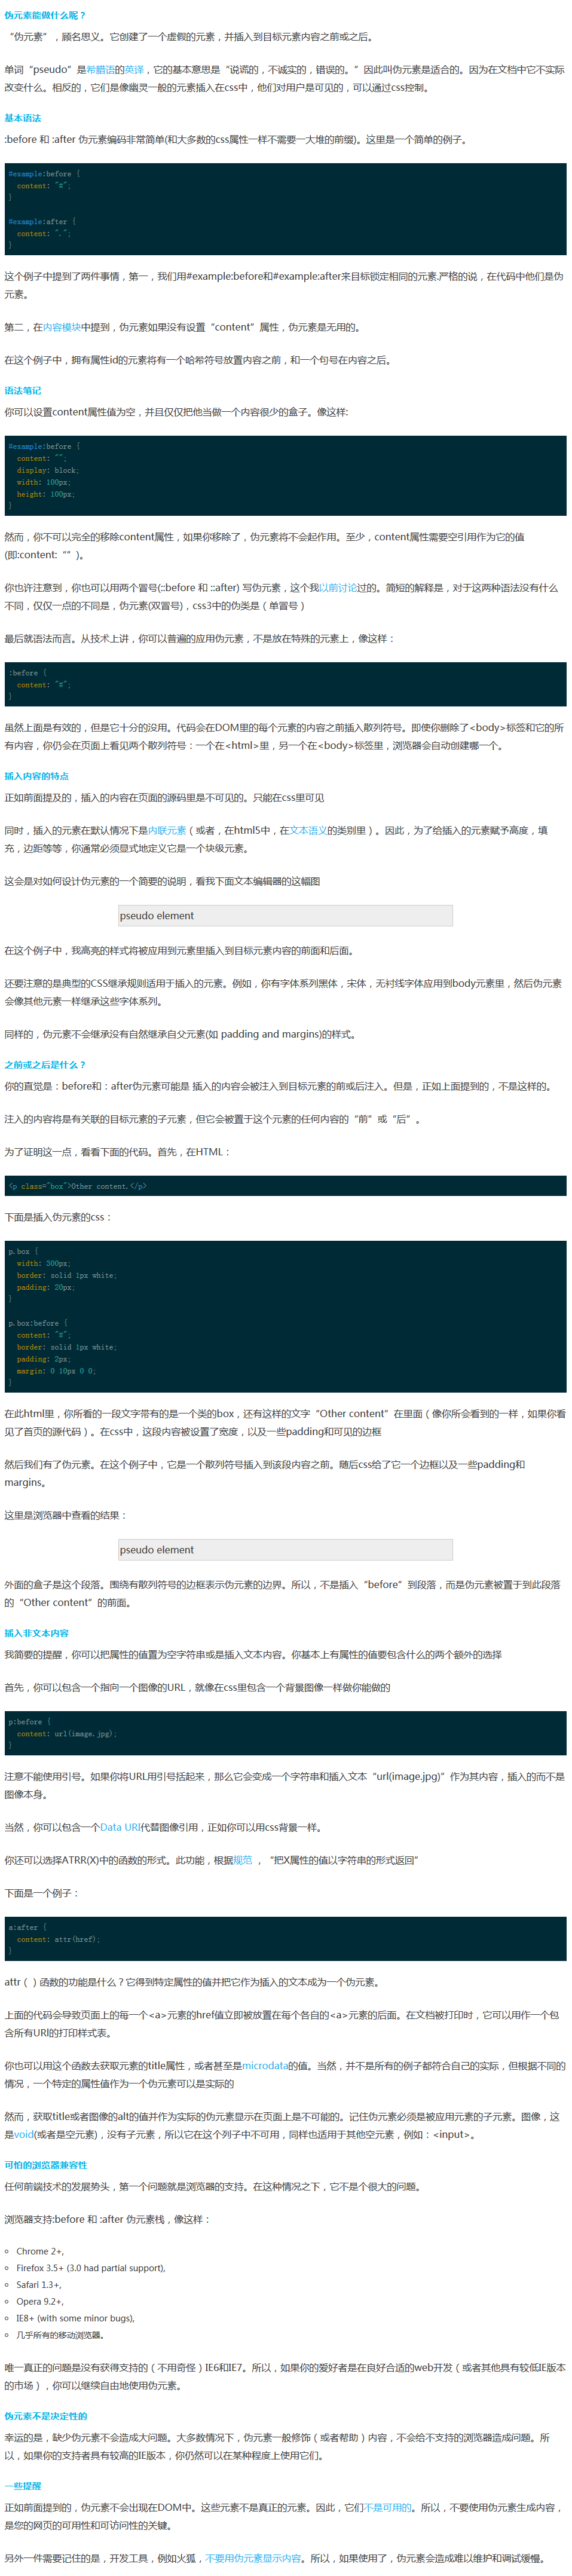 伪元素能做什么呢？
“伪元素”，顾名思义。它创建了一个虚假的元素，并插入到目标元素内容之前或之后。
单词“pseudo”是希腊语的英译，它的基本意思是“说谎的，不诚实的，错误的。”因此叫伪元素是适合的。因为在文档中它不实际
改变什么。相反的，它们是像幽灵一般的元素插入在css中，他们对用户是可见的，可以通过css控制。
基本语法
:before 和 :after 伪元素编码非常简单(和大多数的css属性一样不需要一大堆的前缀)。这里是一个简单的例子。
#example:before {
content: "#";
}
#example:after {
content: ".";
}
这个例子中提到了两件事情，第一，我们用#example:before和#example:after来目标锁定相同的元素.严格的说，在代码中他们是伪
元素。
第二，在内容模块中提到，伪元素如果没有设置“content”属性，伪元素是无用的。
在这个例子中，拥有属性id的元素将有一个哈希符号放置内容之前，和一个句号在内容之后。
语法笔记
你可以设置content属性值为空，并且仅仅把他当做一个内容很少的盒子。像这样:
#example:before {
content: "";
display: block;
width: 100px;
height: 100px;
}
然而，你不可以完全的移除content属性，如果你移除了，伪元素将不会起作用。至少，content属性需要空引用作为它的值
(即:content:“”)。
你也许注意到，你也可以用两个冒号(::before 和 ::after) 写伪元素，这个我以前讨论过的。简短的解释是，对于这两种语法没有什么
不同，仅仅一点的不同是，伪元素(双冒号)，css3中的伪类是（单冒号）
最后就语法而言。从技术上讲，你可以普遍的应用伪元素，不是放在特殊的元素上，像这样：
:before {
content: "#";
}
虽然上面是有效的，但是它十分的没用。代码会在DOM里的每个元素的内容之前插入散列符号。即使你删除了<body>标签和它的所
有内容，你仍会在页面上看见两个散列符号：一个在<html>里，另一个在<body>标签里，浏览器会自动创建哪一个。
插入内容的特点
正如前面提及的，插入的内容在页面的源码里是不可见的。只能在css里可见
同时，插入的元素在默认情况下是内联元素（或者，在html5中，在文本语义的类别里）。因此，为了给插入的元素赋予高度，填
充，边距等等，你通常必须显式地定义它是一个块级元素。
这会是对如何设计伪元素的一个简要的说明，看我下面文本编辑器的这幅图
pseudo element
在这个例子中，我高亮的样式将被应用到元素里插入到目标元素内容的前面和后面。
还要注意的是典型的CSS继承规则适用于插入的元素。例如，你有字体系列黑体，宋体，无衬线字体应用到body元素里，然后伪元素
会像其他元素一样继承这些字体系列。
同样的，伪元素不会继承没有自然继承自父元素(如 padding and margins)的样式。
之前或之后是什么？
你的直觉是：before和：after伪元素可能是 插入的内容会被注入到目标元素的前或后注入。但是，正如上面提到的，不是这样的。
注入的内容将是有关联的目标元素的子元素，但它会被置于这个元素的任何内容的“前”或“后”。
为了证明这一点，看看下面的代码。首先，在HTML：
<p class="box">Other content.</p>
下面是插入伪元素的css：
p.box {
width: 300px;
border: solid 1px white;
padding: 20px;
}
p.box:before {
content: "#";
border: solid 1px white;
padding: 2px;
margin: 0 10px 0 0;
}
在此html里，你所看的一段文字带有的是一个类的box，还有这样的文字“Other content”在里面（像你所会看到的一样，如果你看
见了首页的源代码）。在css中，这段内容被设置了宽度，以及一些padding和可见的边框
然后我们有了伪元素。在这个例子中，它是一个散列符号插入到该段内容之前。随后css给了它一个边框以及一些padding和
margins。
这里是浏览器中查看的结果：
pseudo element
外面的盒子是这个段落。围绕有散列符号的边框表示伪元素的边界。所以，不是插入“before”到段落，而是伪元素被置于到此段落
的“Other content”的前面。
插入非文本内容
我简要的提醒，你可以把属性的值置为空字符串或是插入文本内容。你基本上有属性的值要包含什么的两个额外的选择
首先，你可以包含一个指向一个图像的URL，就像在css里包含一个背景图像一样做你能做的
p:before {
content: url(image.jpg);
}
注意不能使用引号。如果你将URL用引号括起来，那么它会变成一个字符串和插入文本“url(image.jpg)”作为其内容，插入的而不是
图像本身。
当然，你可以包含一个Data URI代替图像引用，正如你可以用css背景一样。
你还可以选择ATRR(X)中的函数的形式。此功能，根据规范 ，“把X属性的值以字符串的形式返回"
下面是一个例子：
a:after {
content: attr(href);
}
attr（ ）函数的功能是什么？它得到特定属性的值并把它作为插入的文本成为一个伪元素。
上面的代码会导致页面上的每一个<a>元素的href值立即被放置在每个各自的<a>元素的后面。在文档被打印时，它可以用作一个包
含所有URl的打印样式表。
你也可以用这个函数去获取元素的title属性，或者甚至是microdata的值。当然，并不是所有的例子都符合自己的实际，但根据不同的
情况，一个特定的属性值作为一个伪元素可以是实际的
然而，获取title或者图像的alt的值并作为实际的伪元素显示在页面上是不可能的。记住伪元素必须是被应用元素的子元素。图像，这
是void(或者是空元素)，没有子元素，所以它在这个列子中不可用，同样也适用于其他空元素，例如：<input>。
可怕的浏览器兼容性
任何前端技术的发展势头，第一个问题就是浏览器的支持。在这种情况之下，它不是个很大的问题。
浏览器支持:before 和 :after 伪元素栈，像这样：
Chrome 2+,
Firefox 3.5+ (3.0 had partial support),
Safari 1.3+,
Opera 9.2+,
IE8+ (with some minor bugs),
几乎所有的移动浏览器。
唯一真正的问题是没有获得支持的（不用奇怪）IE6和IE7。所以，如果你的爱好者是在良好合适的web开发（或者其他具有较低IE版本
的市场），你可以继续自由地使用伪元素。
伪元素不是决定性的
幸运的是，缺少伪元素不会造成大问题。大多数情况下，伪元素一般修饰（或者帮助）内容，不会给不支持的浏览器造成问题。所
以，如果你的支持者具有较高的IE版本，你仍然可以在某种程度上使用它们。
一些提醒
正如前面提到的，伪元素不会出现在DOM中。这些元素不是真正的元素。因此，它们不是可用的。所以，不要使用伪元素生成内容，
是您的网页的可用性和可访问性的关键。
另外一件需要记住的是，开发工具，例如火狐，不要用伪元素显示内容。所以，如果使用了，伪元素会造成难以维护和调试缓慢。